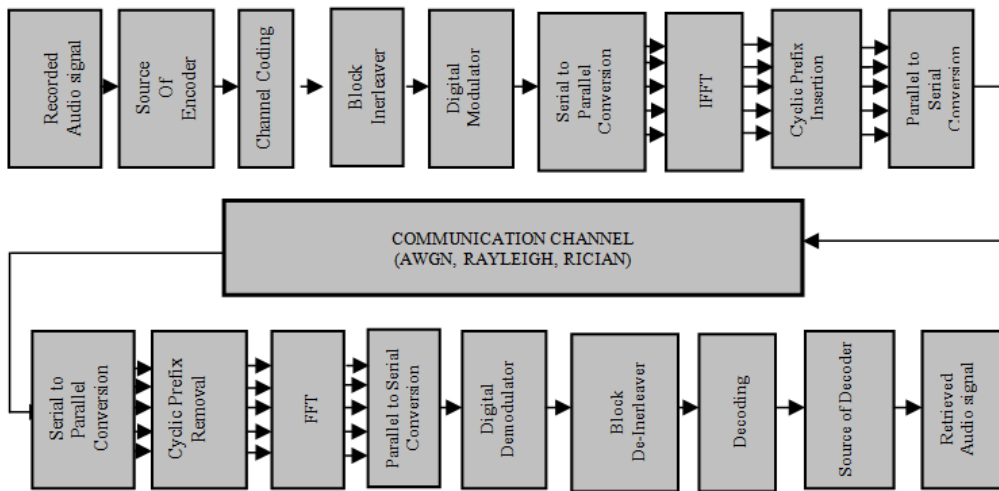 Recorded
Audio signal
Source
Of
Encoder
Channel Coding
Block
Inerleaver
Digital
Modulator
Serial to
Parallel
Conversion
IFFT
Cyclic Prefix
Insertion
Parallel to
Serial
Conversion
COMMUNICATION CHANNEL
(AWGN, RAYLEIGH, RICIAN)
Serial to
Parallel
Conversion
Cyclic Prefix
Removal
FFT
Parallel to Serial
Conversion
Digital
Demodulator
Block
De-Inerleaver
Decoding
Source of Decoder
Retrieved
Audio signal